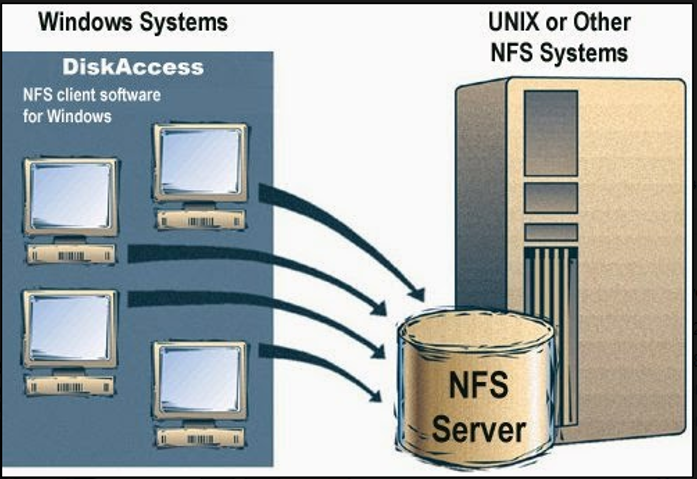 Windows Systems
DiskAccess
NFS client software
for Windows
UNIX or Other
NFS Systems
NFS
Server